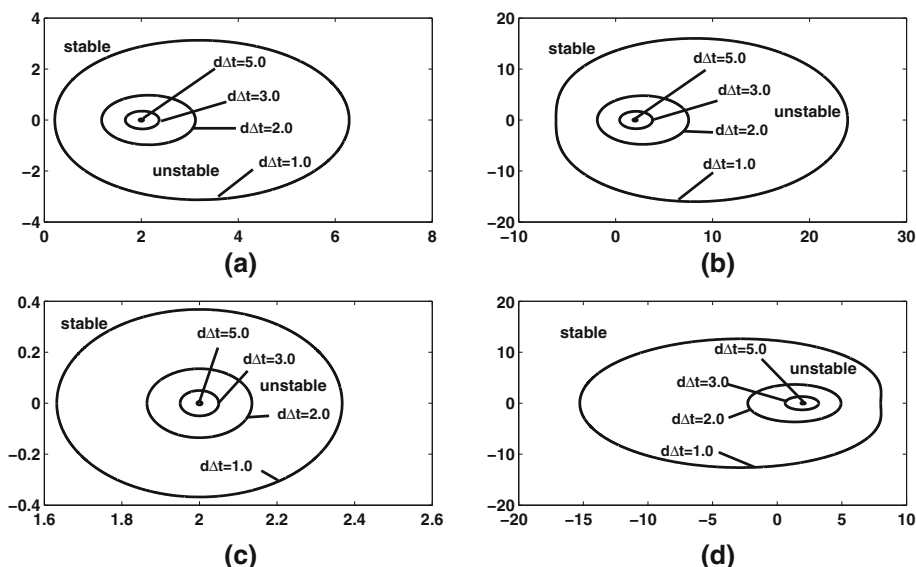 4
2
0
−2
−4
0
2
4
6
8
stable
dΔt=5.0
dΔt=3.0
dΔt=2.0
unstable
dΔt=1.0
(a)
20
10
0
−10
−20
−10
0
10
20
30
stable
dΔt=5.0
dΔt=3.0
unstable
dΔt=2.0
dΔt=1.0
(b)
0.4
0.2
0
−0.2
−0.4
1.6
1.8
2
2.2
2.4
2.6
stable
dΔt=5.0
dΔt=3.0
unstable
dΔt=2.0
dΔt=1.0
(c)
20
10
0
−10
−20
−20
−15
−10
−5
0
5
10
stable
dΔt=5.0
unstable
dΔt=3.0
dΔt=2.0
dΔt=1.0
(d)